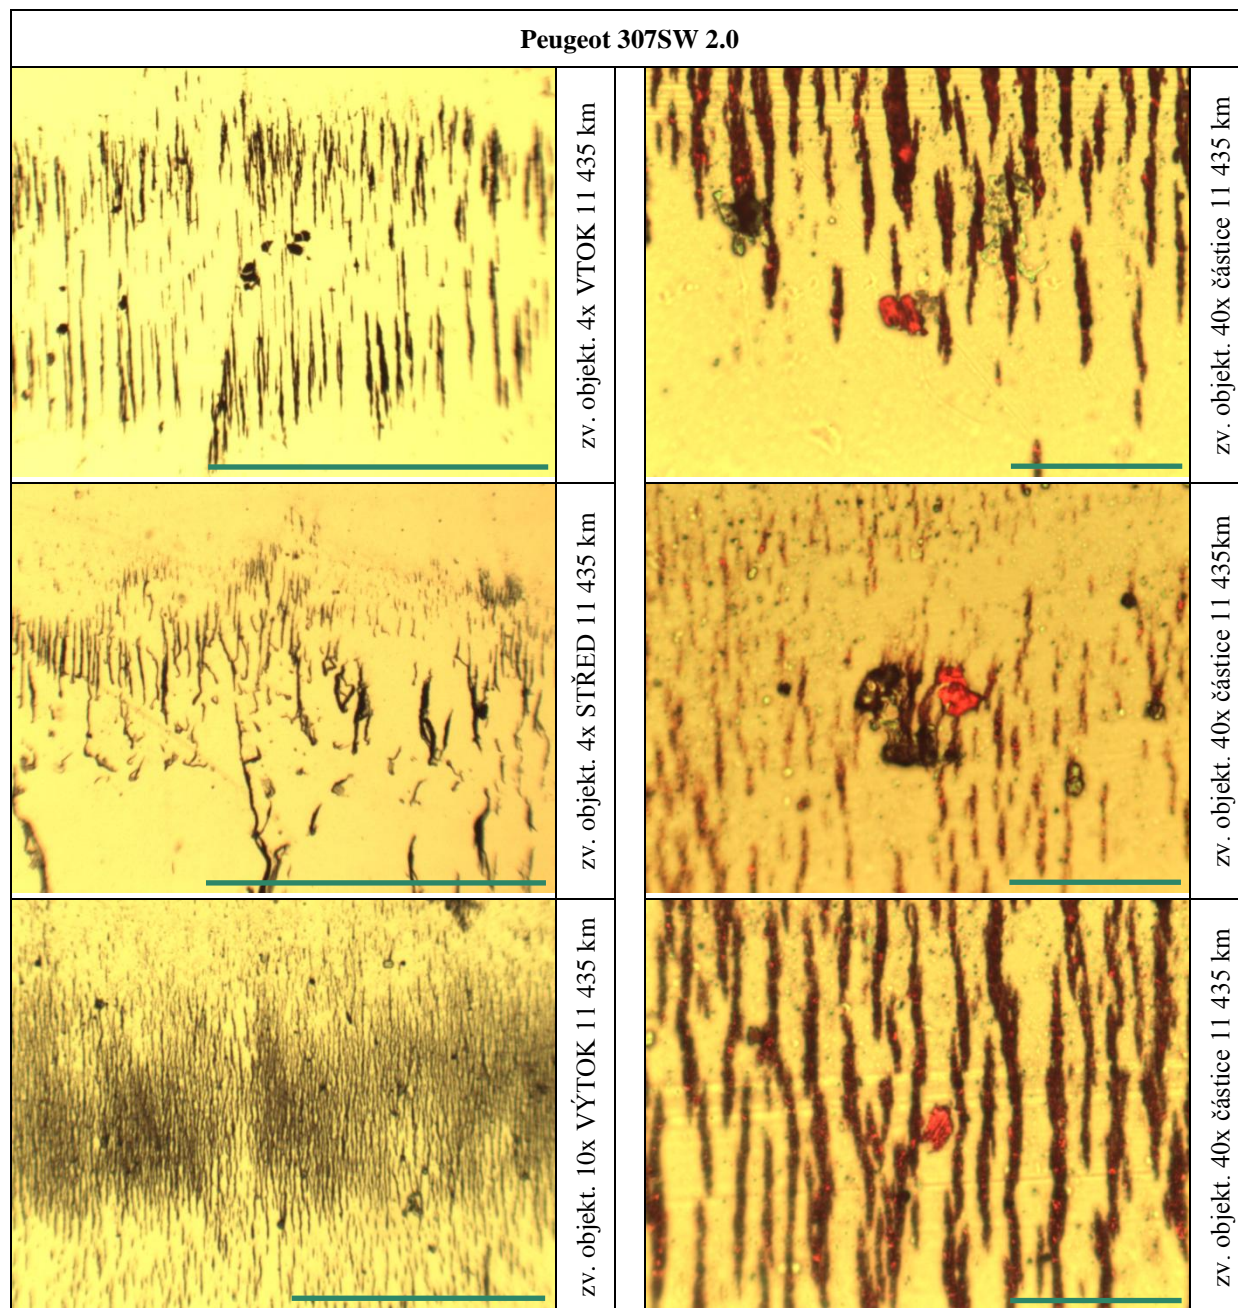 Peugeot 307SW 2.0
zv. objekt. 4x VTOK 11 435 km
zv. objekt. 40x částice 11 435 km
zv. objekt. 4x STŘED 11 435 km
zv. objekt. 40x částice 11 435km
zv. objekt. 10x VÝTOK 11 435 km
zv. objekt. 40x částice 11 435 km